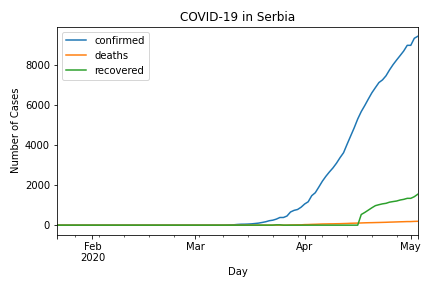 COVID-19 in Serbia
confirmed
deaths
recovered
Number of Cases
8000
6000
4000
2000
0
Feb
2020
Mar
Apr
May
Day